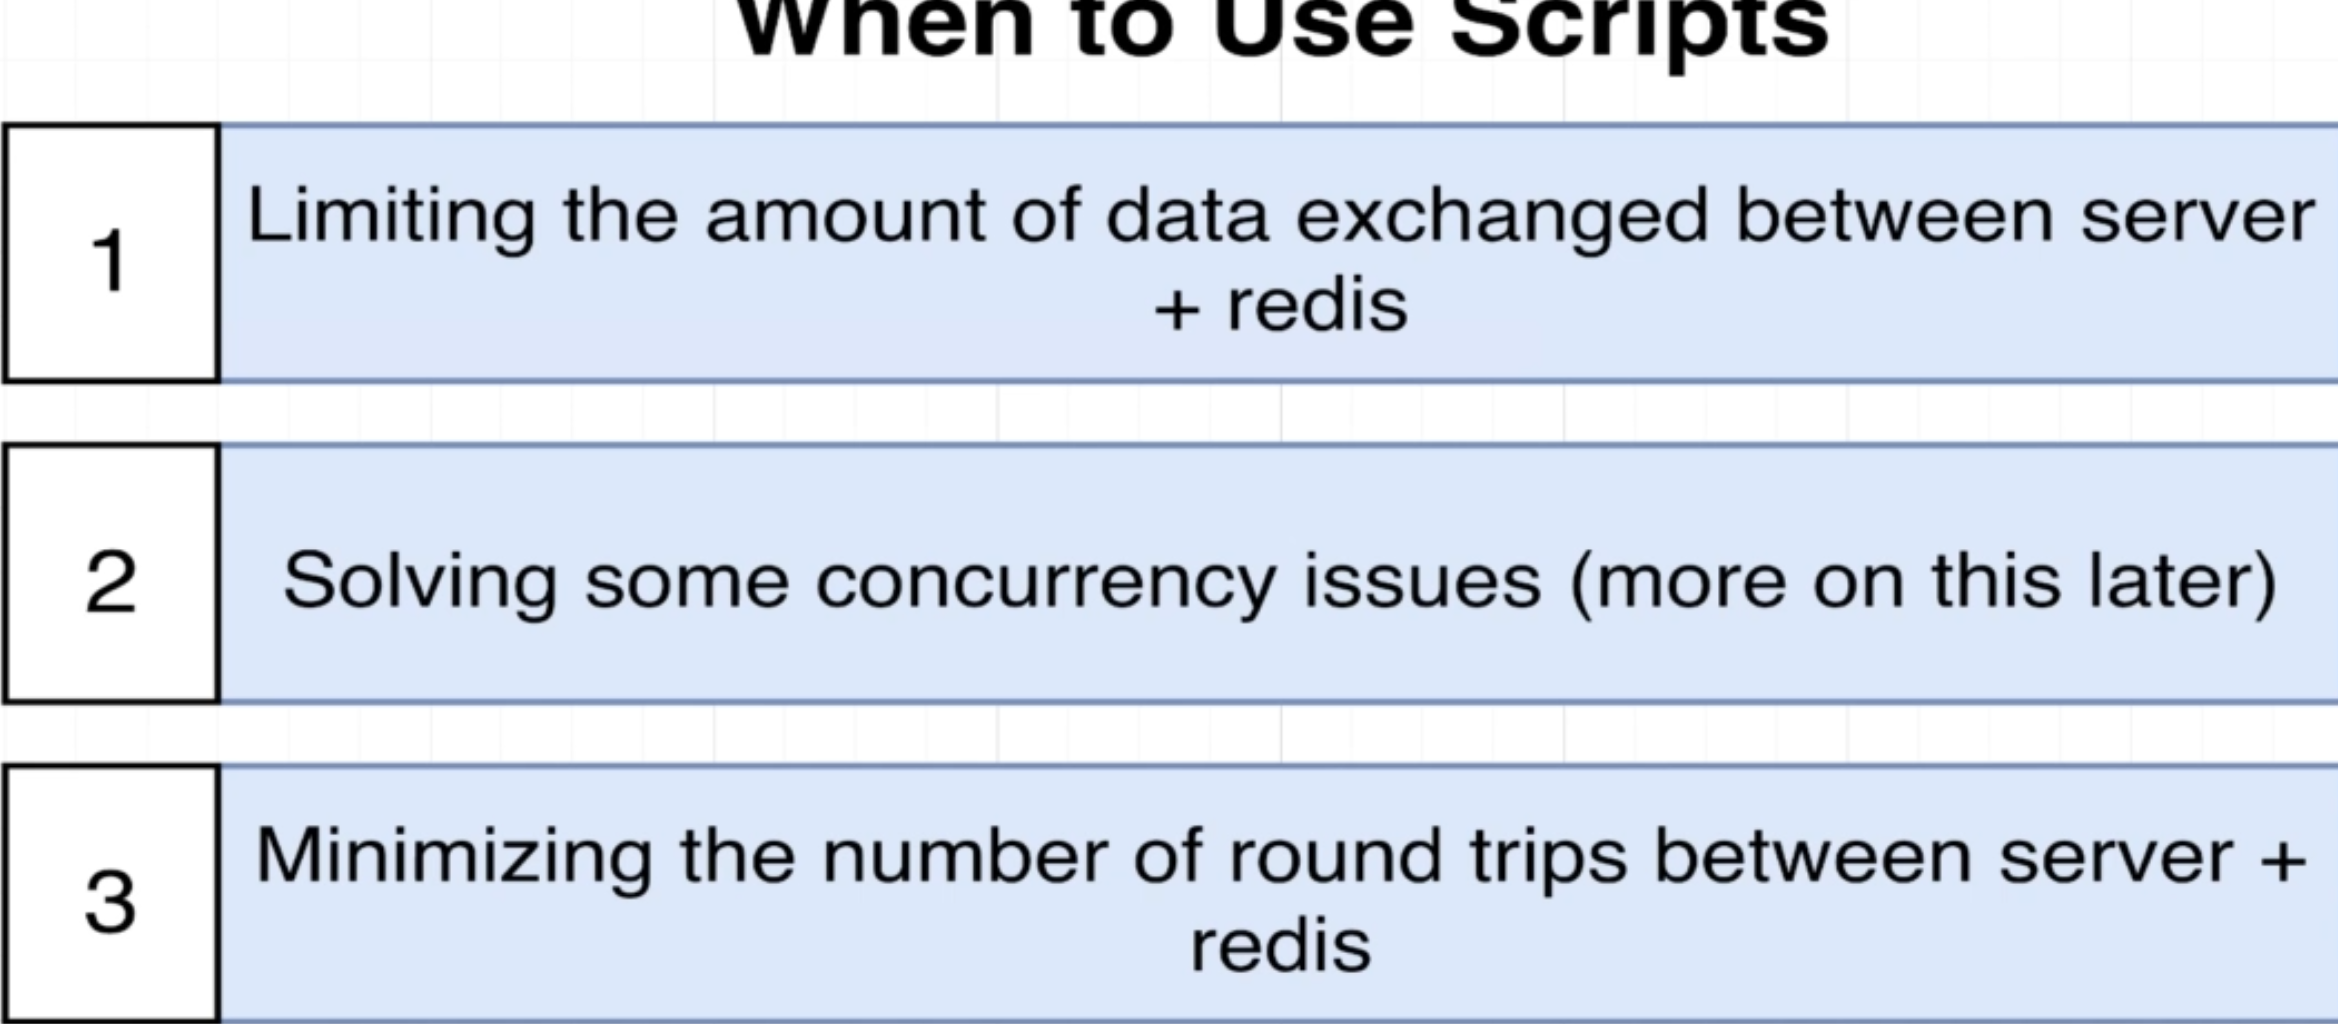 When to Use Scripts
1
Limiting the amount of data exchanged between server
+ redis
2
Solving some concurrency issues (more on this later)
3
Minimizing the number of round trips between server +
redis